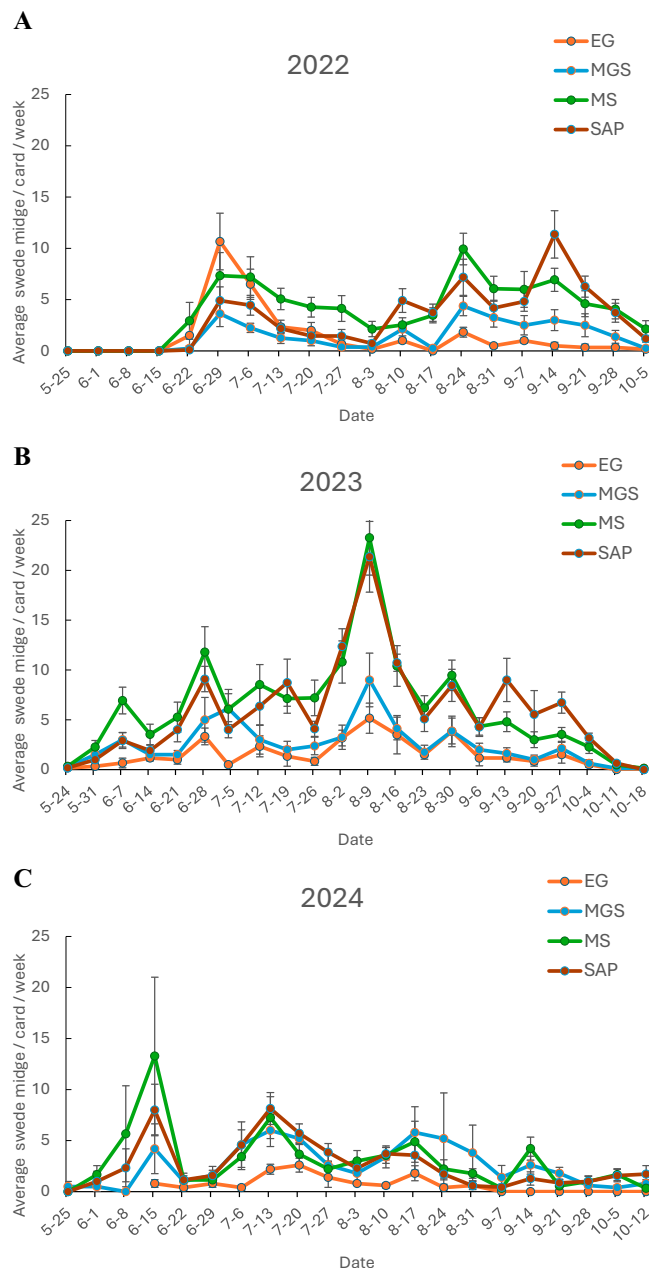 A
2022
EG
MGS
MS
SAP
Average swede midge / card / week
25
20
15
10
5
0
5-25 6-1 6-8 6-15 6-22 6-29 7-6 7-13 7-20 7-27 8-3 8-10 8-17 8-24 8-31 9-7 9-14 9-21 9-28 10-5
Date
B
2023
EG
MGS
MS
SAP
Average swede midge / card / week
25
20
15
10
5
0
5-24 5-31 6-7 6-14 6-21 6-28 7-5 7-12 7-19 7-26 8-2 8-9 8-16 8-23 8-30 9-6 9-13 9-20 9-27 10-4 10-11 10-18
Date
C
2024
EG
MGS
MS
SAP
Average swede midge / card / week
25
20
15
10
5
0
5-25 6-1 6-8 6-15 6-22 6-29 7-6 7-13 7-20 7-27 8-3 8-10 8-17 8-24 8-31 9-7 9-14 9-21 9-28 10-5 10-12
Date